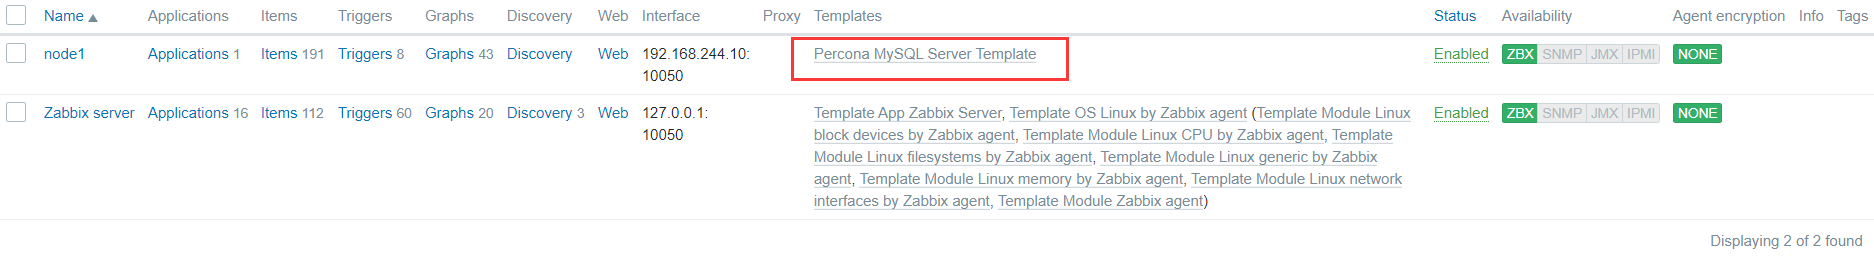 Name Applications Items Triggers Graphs Discovery Web Interface Proxy Templates Status Availability Agent encryption Info Tags
node1 Applications 1 Items 191 Triggers 8 Graphs 43 Discovery Web 192.168.244.10: Percona MySQL Server Template Enabled ZBX SNMP JMX IPMI NONE
10050
Zabbix server Applications 16 Items 112 Triggers 60 Graphs 20 Discovery 3 Web 127.0.0.1: Template App Zabbix Server, Template OS Linux by Zabbix agent (Template Module Linux Enabled ZBX SNMP JMX IPMI NONE
10050 block devices by Zabbix agent, Template Module Linux CPU by Zabbix agent, Template
Module Linux filesystems by Zabbix agent, Template Module Linux generic by Zabbix
agent, Template Module Linux memory by Zabbix agent, Template Module Linux network
interfaces by Zabbix agent, Template Module Zabbix agent)
Displaying 2 of 2 found